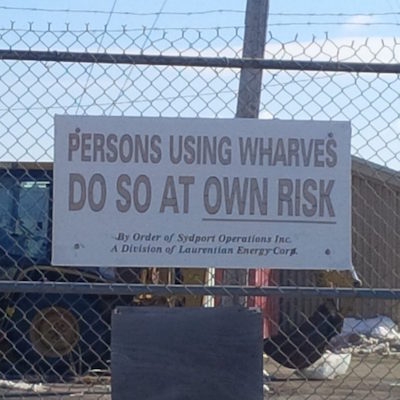 PERSONS USING WHARVES
DO SO AT OWN RISK
By Order of Sydport Operations Inc.
A Division of Laurentian Energy Corp.